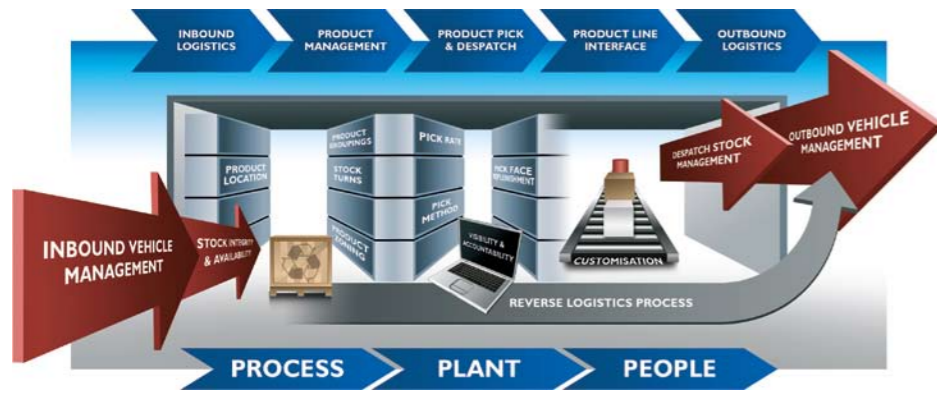 INBOUND
LOGISTICS
PRODUCT
MANAGEMENT
PRODUCT PICK
& DESPATCH
PRODUCT LINE
INTERFACE
OUTBOUND
LOGISTICS
INBOUND VEHICLE
MANAGEMENT
STOCK INTEGRITY
& AVAILABILITY
PRODUCT
LOCATION
PRODUCT
GROUPINGS
STOCK
TURNS
PRODUCT
ZONING
PICK RATE
PICK
METHOD
PICK FACE
REPLENISHMENT
VISIBILITY &
ACCOUNTABILITY
CUSTOMISATION
DESPATCH STOCK
MANAGEMENT
OUTBOUND VEHICLE
MANAGEMENT
REVERSE LOGISTICS PROCESS
PROCESS
PLANT
PEOPLE